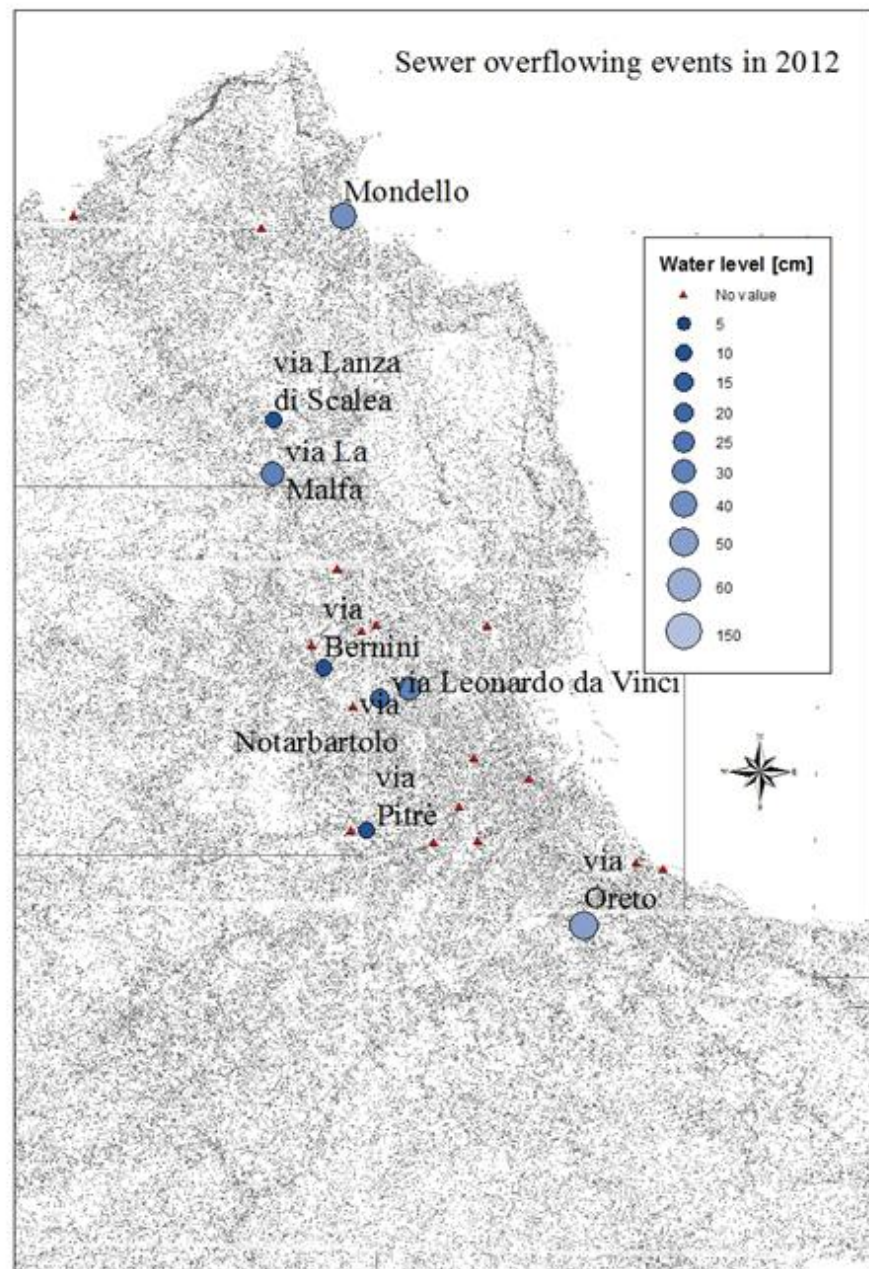 Sewer overflowing events in 2012
Mondello
Water level [cm]
No value
5
10
15
20
25
30
40
50
60
150
via Lanza
di Scalea
via La
Malfa
via
Bernini
via Leonardo da Vinci
via
Notarbartolo
via
Pitrè
via
Oreto